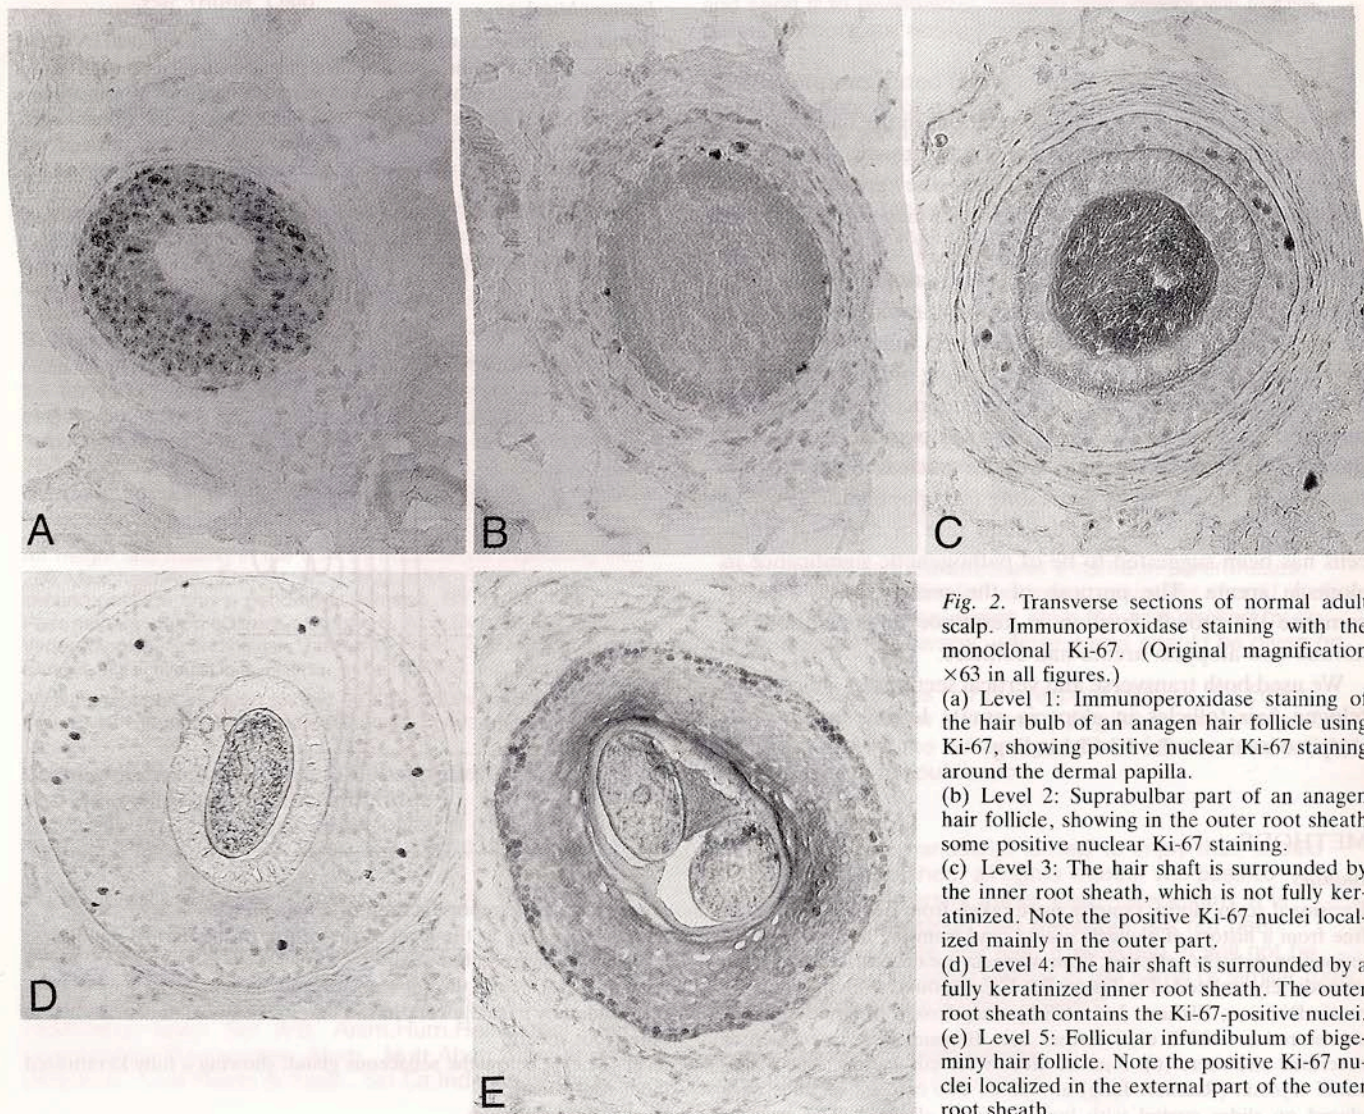 A
B
C
D
E
Fig. 2. Transverse sections of normal adult
scalp. Immunoperoxidase staining with the
monoclonal Ki-67. (Original magnification
×63 in all figures.)
(a) Level 1: Immunoperoxidase staining of
the hair bulb of an anagen hair follicle using
Ki-67, showing positive nuclear Ki-67 staining
around the dermal papilla.
(b) Level 2: Suprabulbar part of an anagen
hair follicle, showing in the outer root sheath
some positive nuclear Ki-67 staining.
(c) Level 3: The hair shaft is surrounded by
the inner root sheath, which is not fully ker-
atinized. Note the positive Ki-67 nuclei local-
ized mainly in the outer part.
(d) Level 4: The hair shaft is surrounded by a
fully keratinized inner root sheath. The outer
root sheath contains the Ki-67-positive nuclei.
(e) Level 5: Follicular infundibulum of bige-
miny hair follicle. Note the positive Ki-67 nu-
clei localized in the external part of the outer
root sheath.